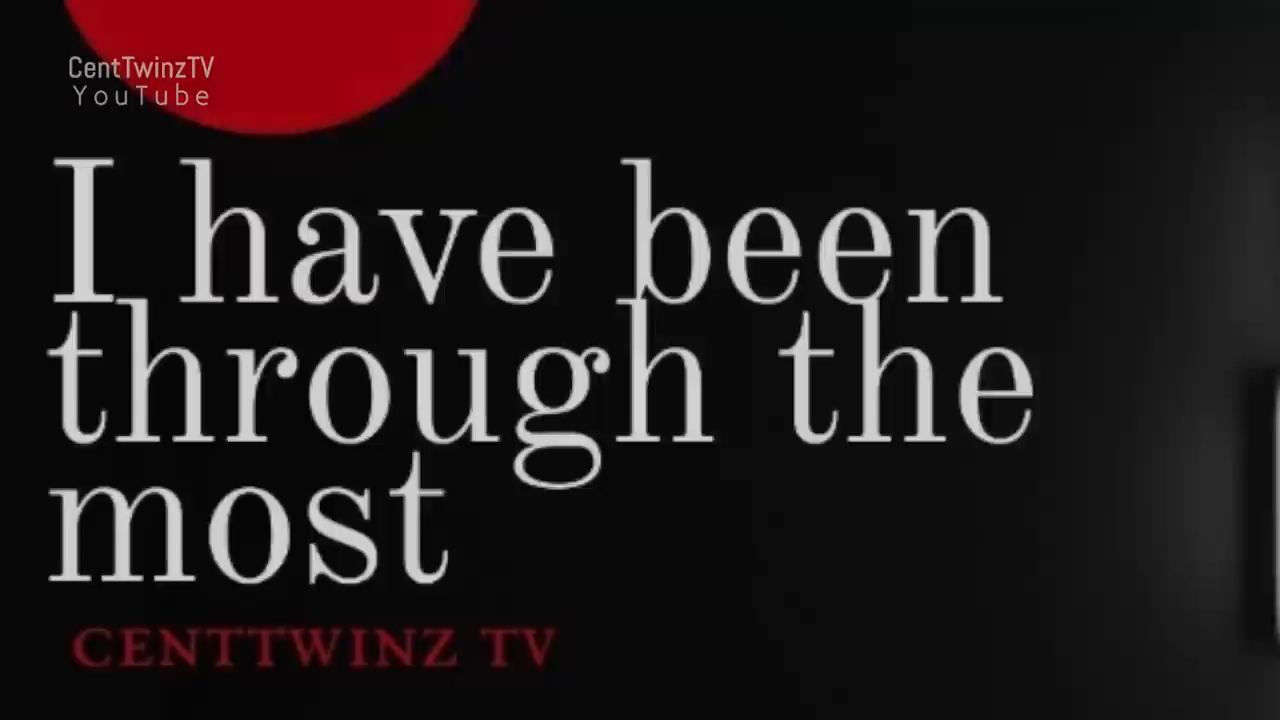 CentTwinzTV
YouTube
I have been
through the
most
CENTTWINZ TV